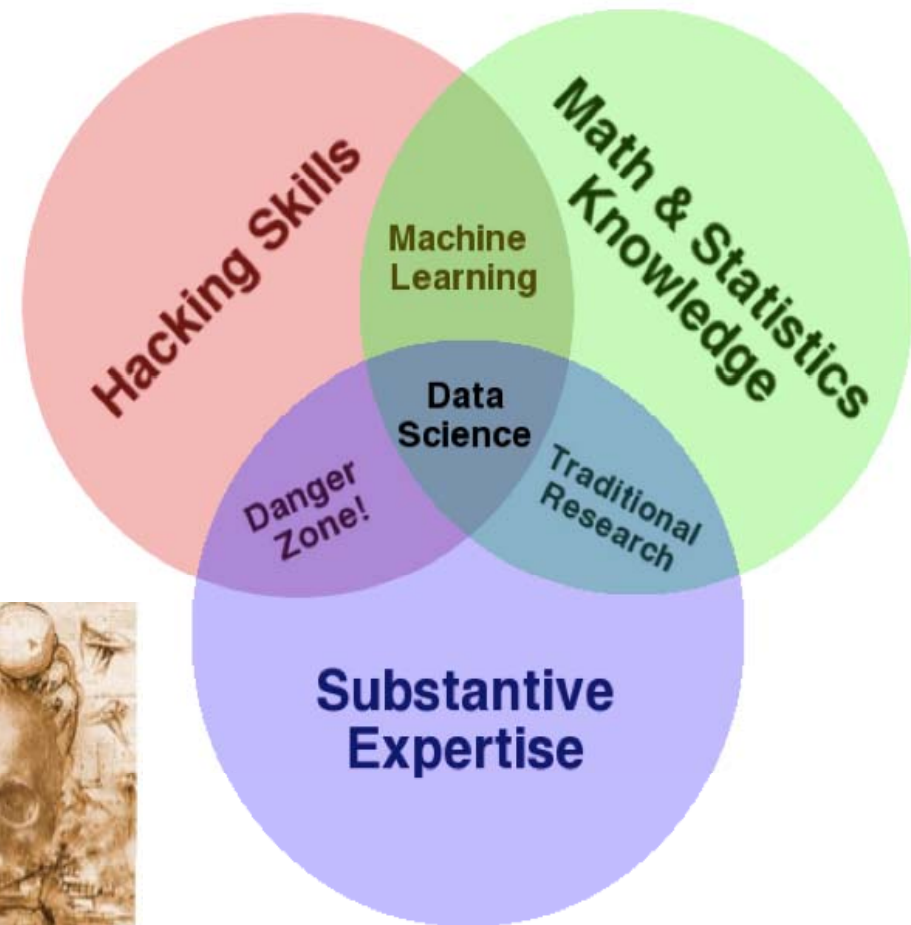 Hacking Skills
Math & Statistics
Knowledge
Machine
Learning
Data
Science
Danger
Zone!
Traditional
Research
Substantive
Expertise